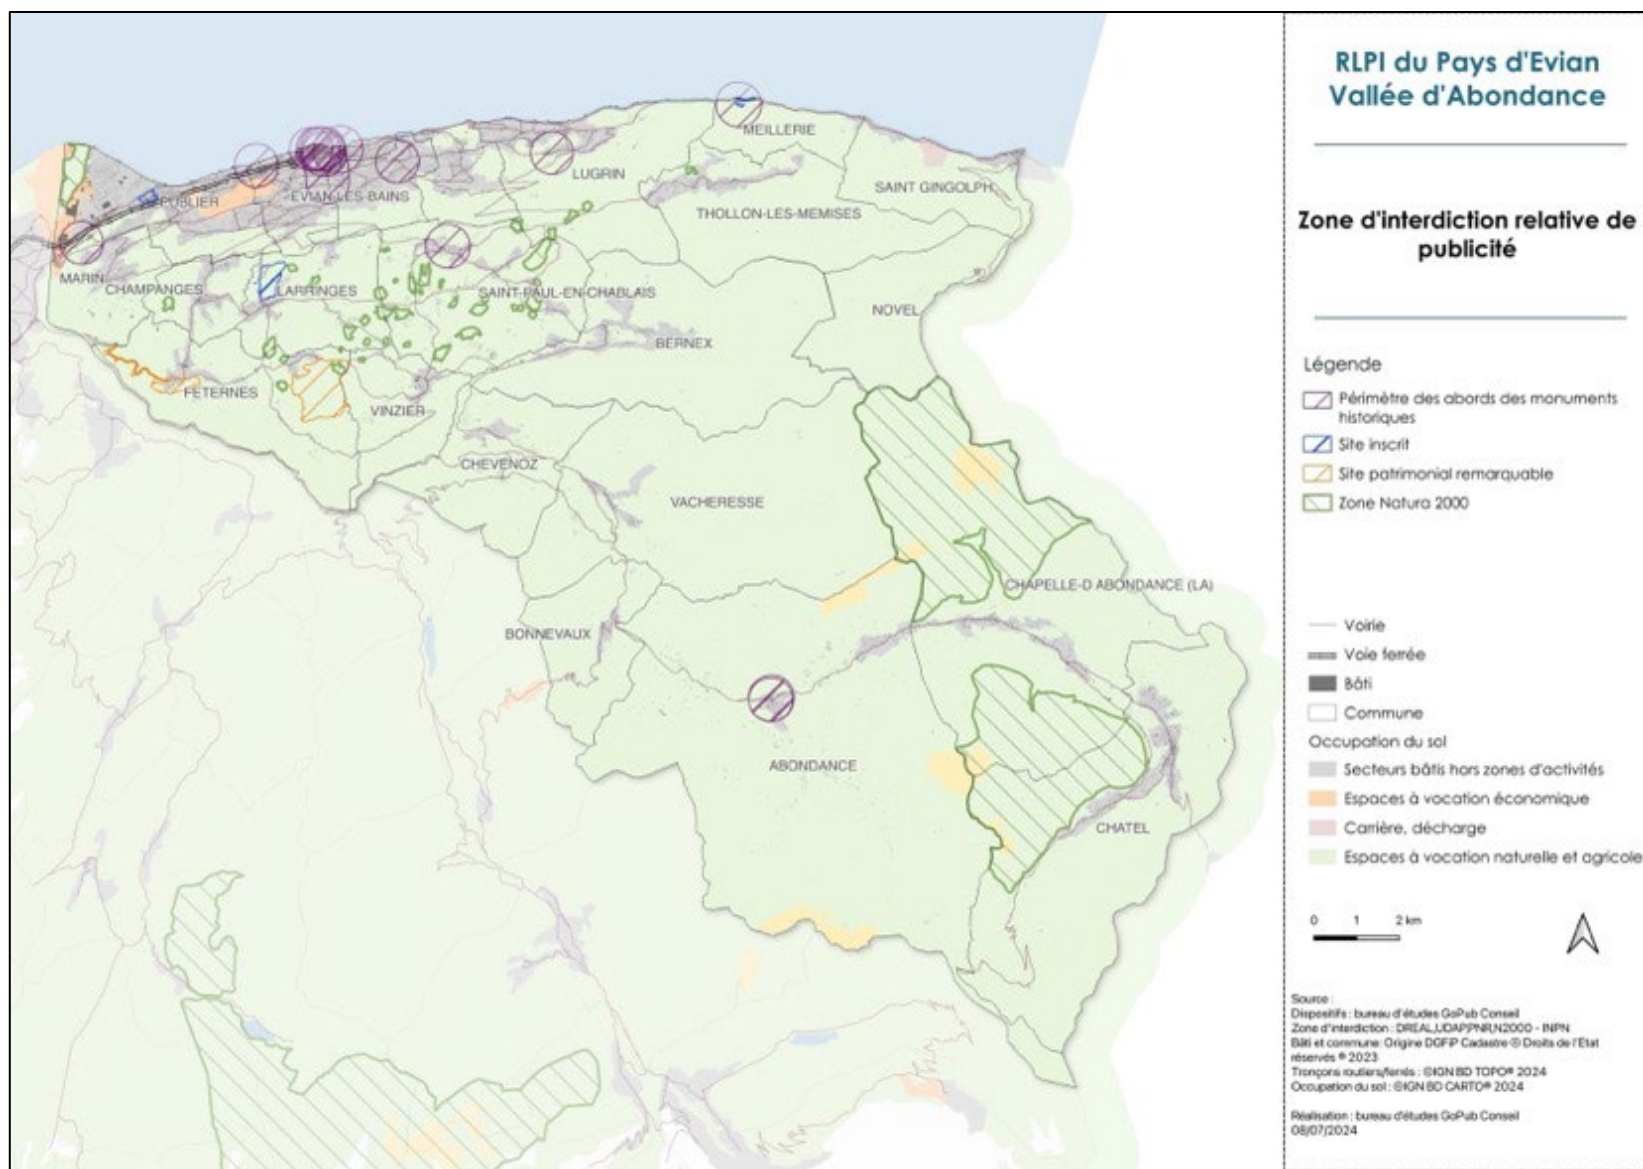 RLPI du Pays d'Evian
Vallée d'Abondance
Zone d'interdiction relative de
publicité
Légende
Périmètre des abords des monuments
historiques
Site inscrit
Site patrimonial remarquable
Zone Natura 2000
Voirie
Voie ferrée
Bâti
Commune
Occupation du sol
Secteurs bâtis hors zones d'activités
Espaces à vocation économique
Carrière, décharge
Espaces à vocation naturelle et agricole
0 1 2 km
Source :
Dispositifs : bureau d'études GoPub Conseil
Zone d'interdiction : DREAL,UDAP,PNR,N2000 - INPN
Bâti et commune: Origine DGFiP Cadastre © Droits de l'Etat
réservés ® 2023
Tronçons routiers/ferrés : ©IGN BD TOPO® 2024
Occupation du sol : ©IGN BD CARTO® 2024
Réalisation : bureau d'études GoPub Conseil
08/07/2024
MEILLERIE
LUGRIN
SAINT GINGOLPH
PUBLIER
EVIAN-LES-BAINS
THOLLON-LES-MEMISES
MARIN
CHAMPANGES
LARRINGES
SAINT-PAUL-EN-CHABLAIS
NOVEL
BERNEX
FETERNES
VINZIER
CHEVENOZ
VACHERESSE
CHAPELLE-D ABONDANCE (LA)
BONNEVAUX
ABONDANCE
CHATEL